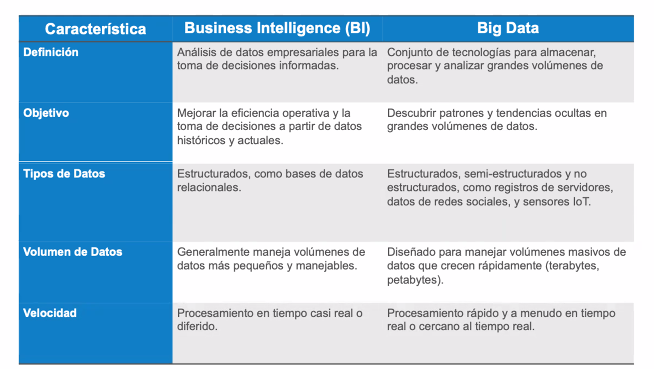 Característica Business Intelligence (BI) Big Data
Definición
Análisis de datos empresariales para la
toma de decisiones informadas.
Conjunto de tecnologías para almacenar,
procesar y analizar grandes volúmenes de
datos.
Objetivo
Mejorar la eficiencia operativa y la
toma de decisiones a partir de datos
históricos y actuales.
Descubrir patrones y tendencias ocultas en
grandes volúmenes de datos.
Tipos de Datos
Estructurados, como bases de datos
relacionales.
Estructurados, semi-estructurados y no
estructurados, como registros de servidores,
datos de redes sociales, y sensores IoT.
Volumen de Datos
Generalmente maneja volúmenes de
datos más pequeños y manejables.
Diseñado para manejar volúmenes masivos de
datos que crecen rápidamente (terabytes,
petabytes).
Velocidad
Procesamiento en tiempo casi real o
diferido.
Procesamiento rápido y a menudo en tiempo
real o cercano al tiempo real.